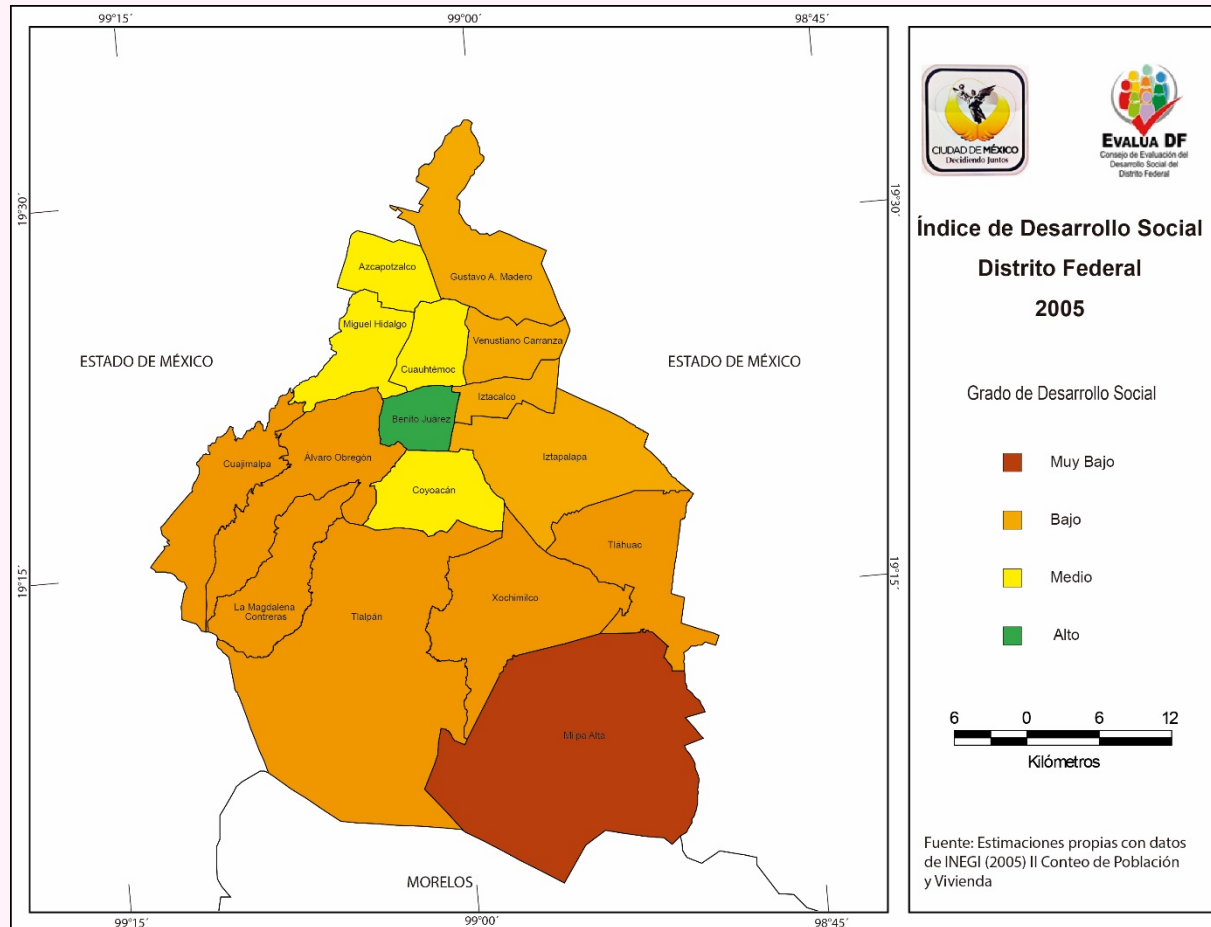 99°15´
99°00´
98°45´
19°30´
19°30´
Azcapotzalco
Gustavo A. Madero
Miguel Hidalgo
Venustiano Carranza
ESTADO DE MÉXICO
ESTADO DE MÉXICO
Cuauhtémoc
Iztacalco
Benito Juárez
Cuajimalpa
Álvaro Obregón
Iztapalapa
Coyoacán
Tláhuac
19°15´
19°15´
Xochimilco
La Magdalena
Contreras
Tlalpán
Mi pa Alta
MORELOS
99°15´
99°00´
98°45´
CIUDAD DE MÉXICO
Decidiendo Juntos
EVALUA DF
Consejo de Evaluación del
Desarrollo Social del
Distrito Federal
Índice de Desarrollo Social
Distrito Federal
2005
Grado de Desarrollo Social
Muy Bajo
Bajo
Medio
Alto
6 0 6 12
Kilómetros
Fuente: Estimaciones propias con datos
de INEGI (2005) II Conteo de Población
y Vivienda